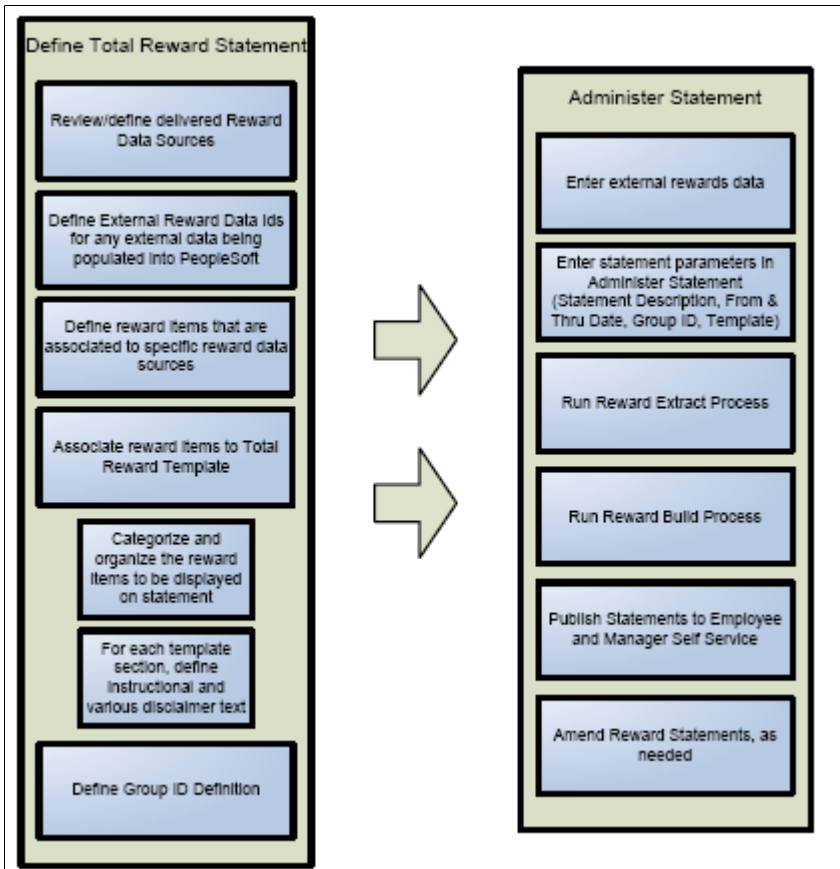 Define Total Reward Statement
Review/define delivered Reward
Data Sources
Define External Reward Data Ids
for any external data being
populated into PeopleSoft
Define reward items that are
associated to specific reward data
sources
Associate reward items to Total
Reward Template
Categorize and
organize the reward
items to be displayed
on statement
For each template
section, define
instructional and
various disclaimer text
Define Group ID Definition
Administer Statement
Enter external rewards data
Enter statement parameters in
Administer Statement
(Statement Description, From &
Thru Date, Group ID, Template)
Run Reward Extract Process
Run Reward Build Process
Publish Statements to Employee
and Manager Self Service
Amend Reward Statements, as
needed